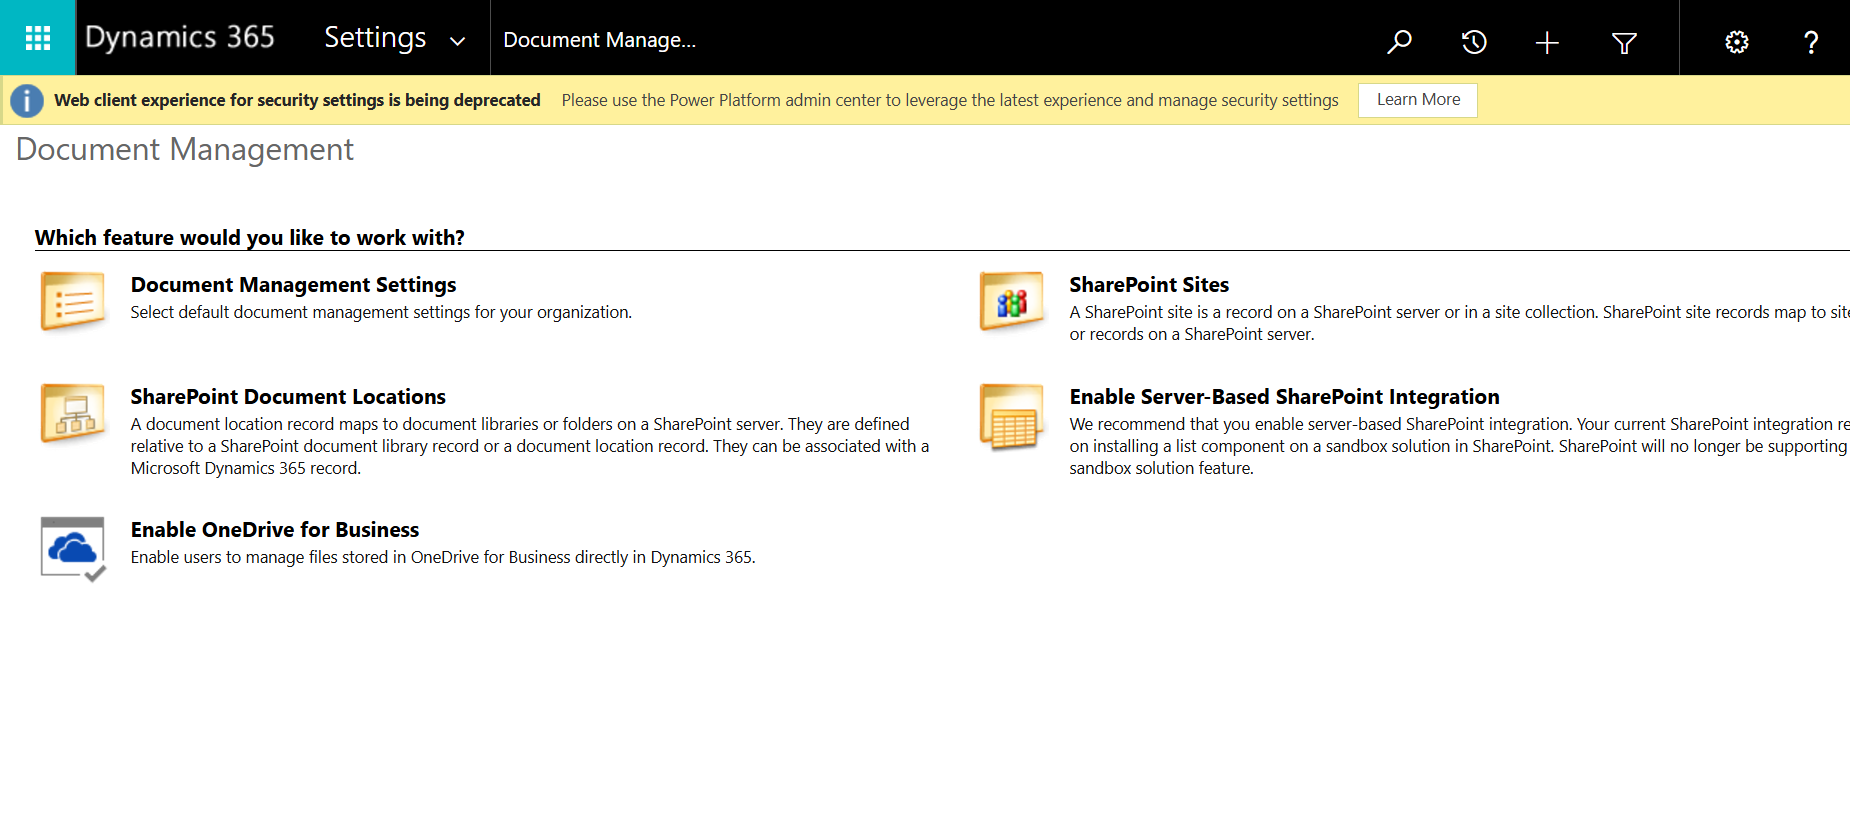 Dynamics 365 Settings Document Manage... ?
Web client experience for security settings is being deprecated Please use the Power Platform admin center to leverage the latest experience and manage security settings Learn More
Document Management
Which feature would you like to work with?
Document Management Settings
Select default document management settings for your organization.
SharePoint Sites
A SharePoint site is a record on a SharePoint server or in a site collection. SharePoint site records map to
or records on a SharePoint server.
SharePoint Document Locations
A document location record maps to document libraries or folders on a SharePoint server. They are defined
relative to a SharePoint document library record or a document location record. They can be associated with a
Microsoft Dynamics 365 record.
Enable Server-Based SharePoint Integration
We recommend that you enable server-based SharePoint integration. Your current SharePoint integration
on installing a list component on a sandbox solution in SharePoint. SharePoint will no longer be supporting
sandbox solution feature.
Enable OneDrive for Business
Enable users to manage files stored in OneDrive for Business directly in Dynamics 365.